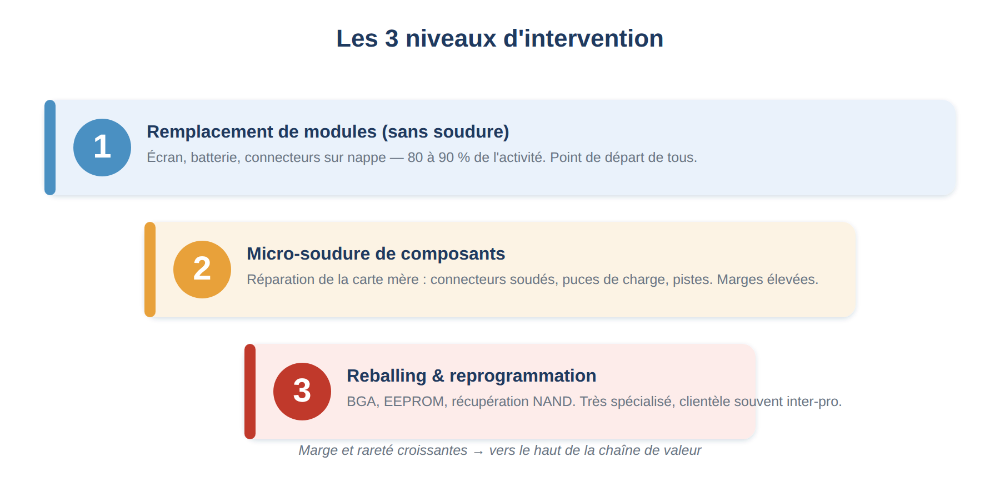 Les 3 niveaux d'intervention
1
Remplacement de modules (sans soudure)
Écran, batterie, connecteurs sur nappe — 80 à 90 % de l'activité. Point de départ de tous.
2
Micro-soudure de composants
Réparation de la carte mère : connecteurs soudés, puces de charge, pistes. Marges élevées.
3
Reballing & reprogrammation
BGA, EEPROM, récupération NAND. Très spécialisé, clientèle souvent inter-pro.
Marge et rareté croissantes → vers le haut de la chaîne de valeur